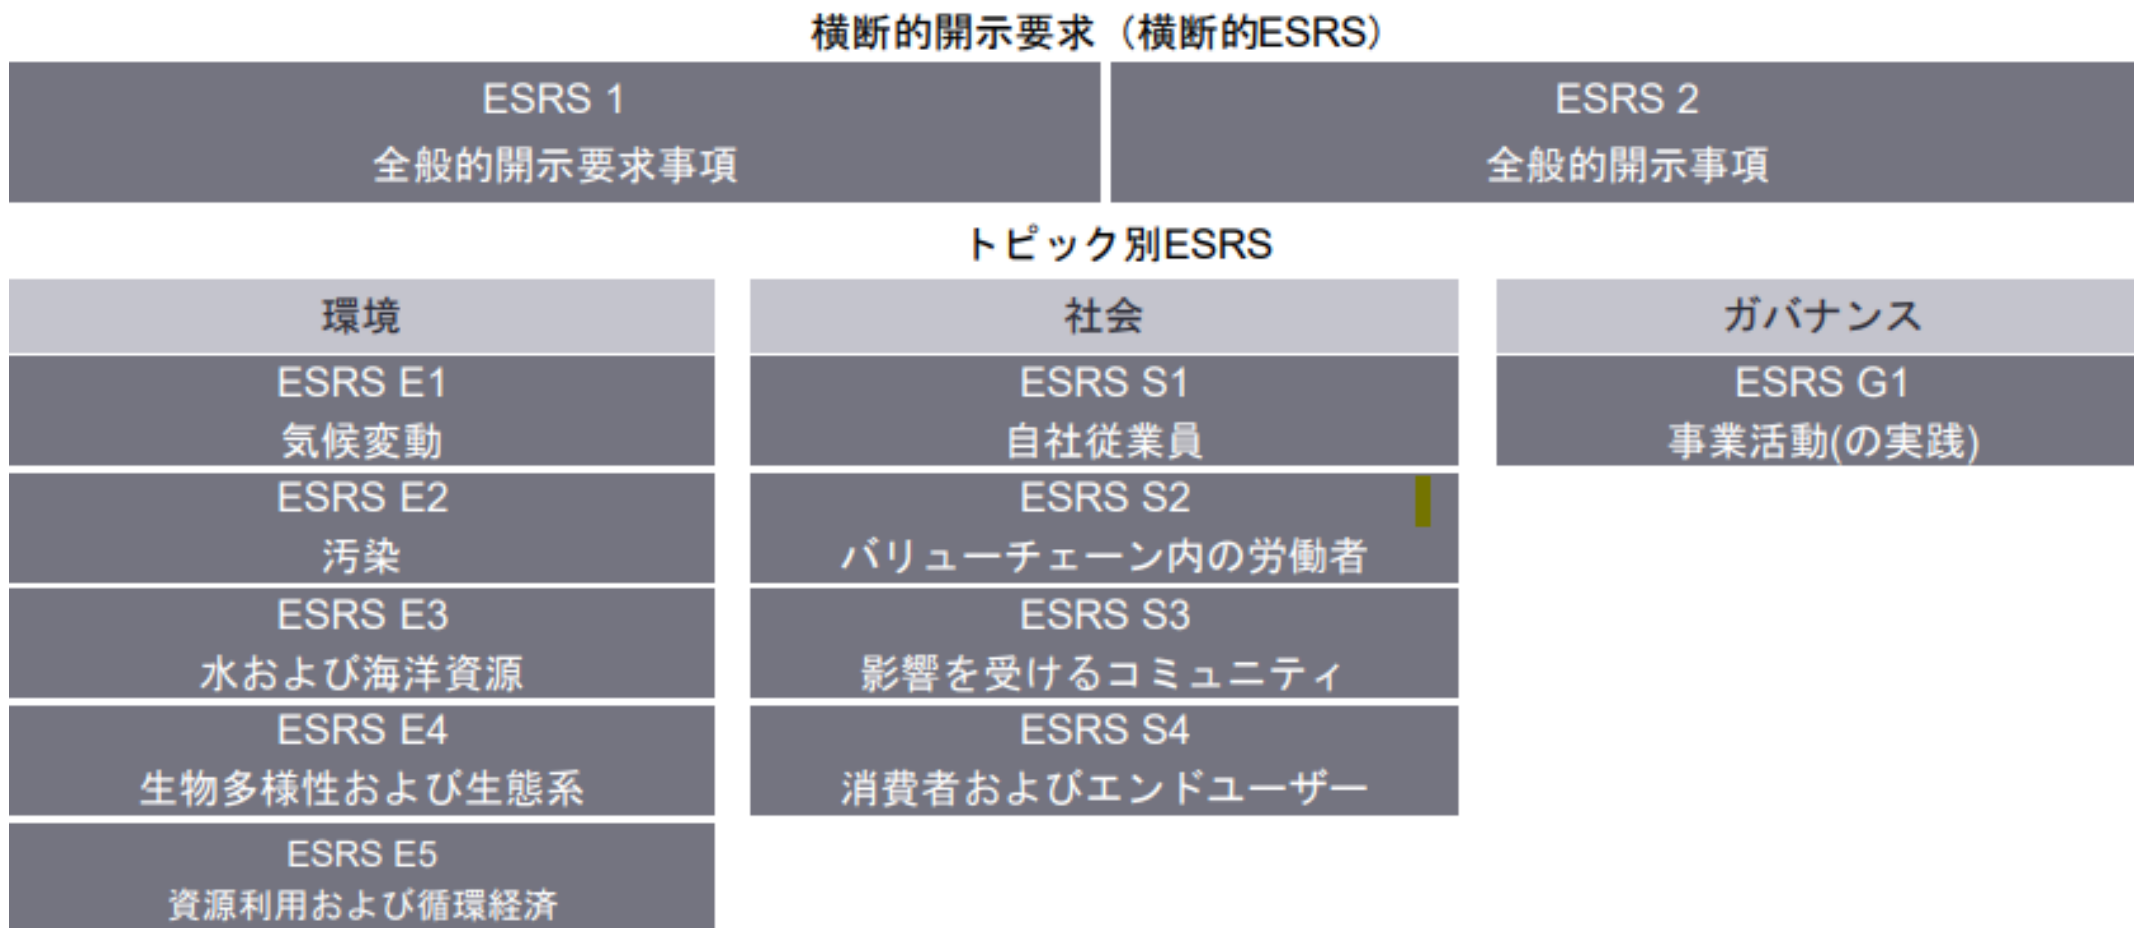 横断的開示要求（横断的ESRS）
ESRS 1
全般的開示要求事項
ESRS 2
全般的開示事項
トピック別ESRS
環境
ESRS E1
気候変動
ESRS E2
汚染
ESRS E3
水および海洋資源
ESRS E4
生物多様性および生態系
ESRS E5
資源利用および循環経済
社会
ESRS S1
自社従業員
ESRS S2
バリューチェーン内の労働者
ESRS S3
影響を受けるコミュニティ
ESRS S4
消費者およびエンドユーザー
ガバナンス
ESRS G1
事業活動(の実践)